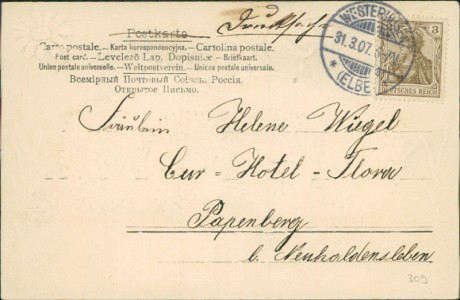 Postkarte
Drucksache
Carte postale. – Karta korespondencyjna. – Cartolina postale.
Post card. – Levelező Lap. Dopisnice – Briefkaart.
Union postale universelle. – Weltpostverein. – Unione postale universale.
Всемірный Почтовый Союзъ. Россія.
Открытое Письмо.
31.3.07.
* (ELBE)
3
DEUTSCHES REICH
Fräulein Helene Wiegel
Cur-Hotel-Flora
Papenberg
b. Neuhaldensleben.
309